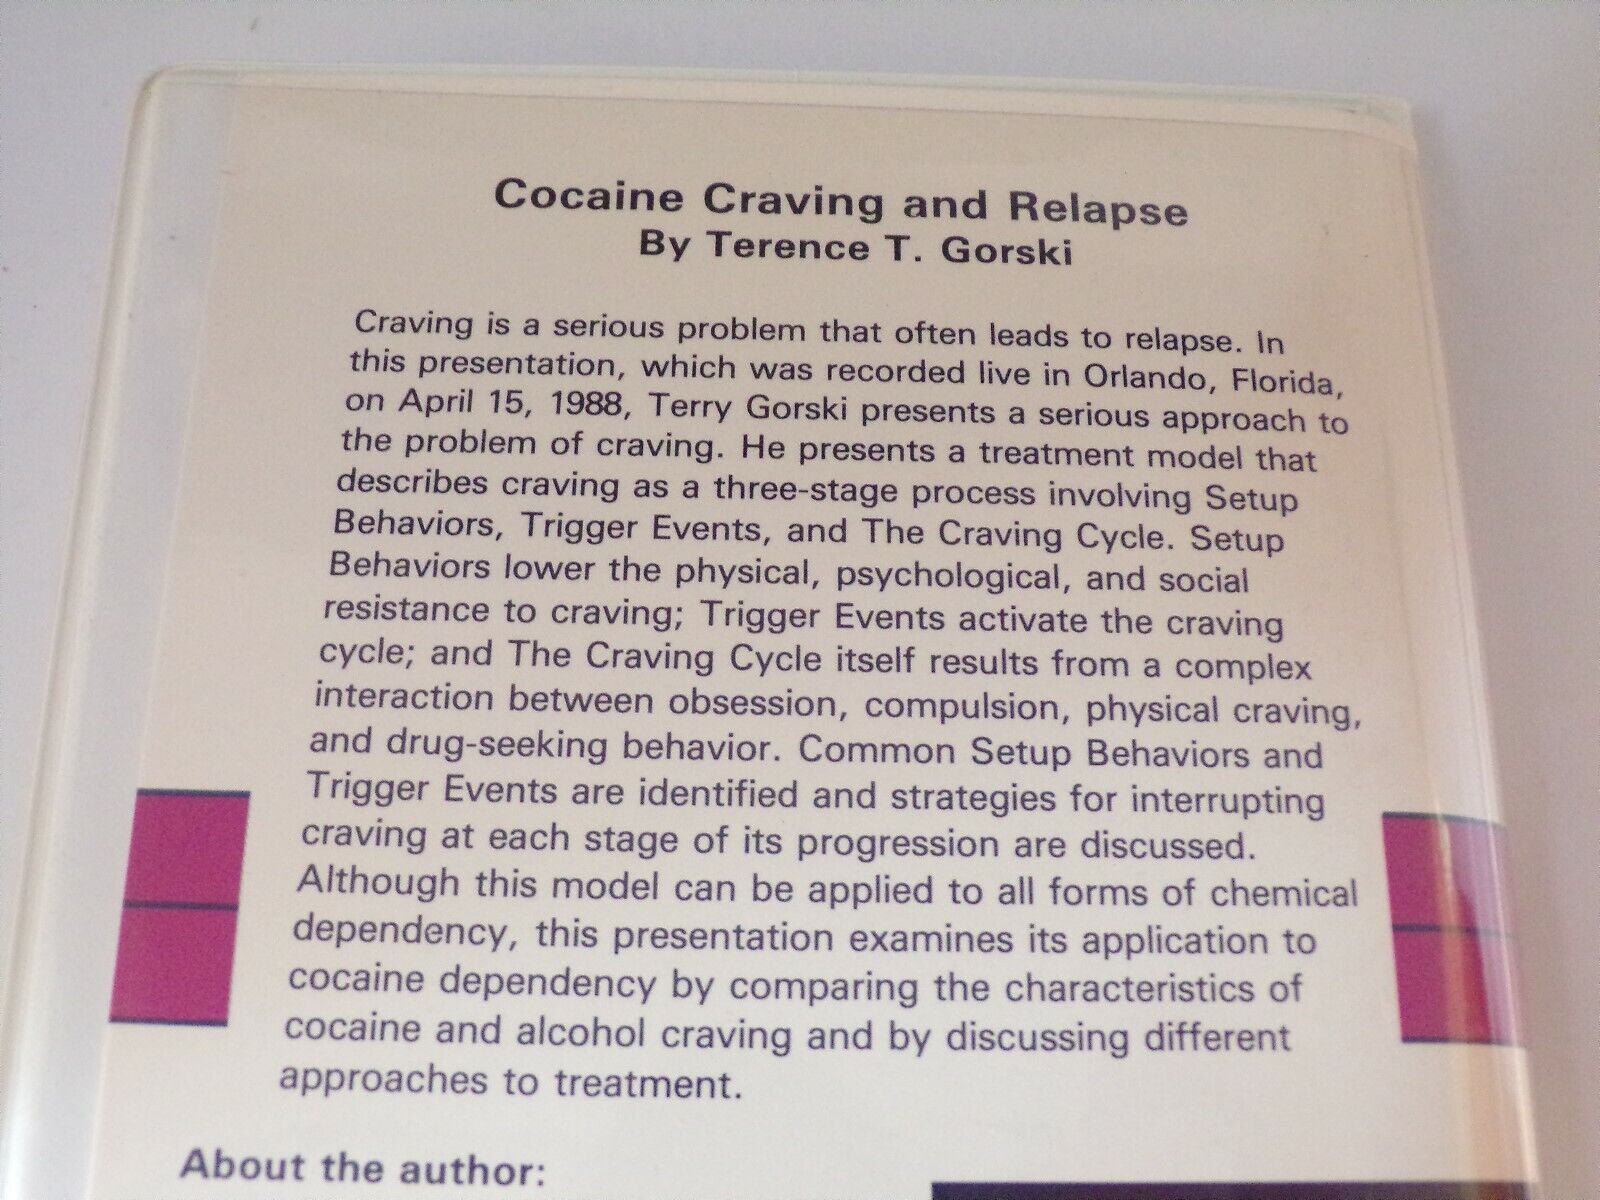 Cocaine Craving and Relapse
By Terence T. Gorski
Craving is a serious problem that often leads to relapse. In
this presentation, which was recorded live in Orlando, Florida,
on April 15, 1988, Terry Gorski presents a serious approach to
the problem of craving. He presents a treatment model that
describes craving as a three-stage process involving Setup
Behaviors, Trigger Events, and The Craving Cycle. Setup
Behaviors lower the physical, psychological, and social
resistance to craving; Trigger Events activate the craving
cycle; and The Craving Cycle itself results from a complex
interaction between obsession, compulsion, physical craving,
and drug-seeking behavior. Common Setup Behaviors and
Trigger Events are identified and strategies for interrupting
craving at each stage of its progression are discussed.
Although this model can be applied to all forms of chemical
dependency, this presentation examines its application to
cocaine dependency by comparing the characteristics of
cocaine and alcohol craving and by discussing different
approaches to treatment.
About the author: